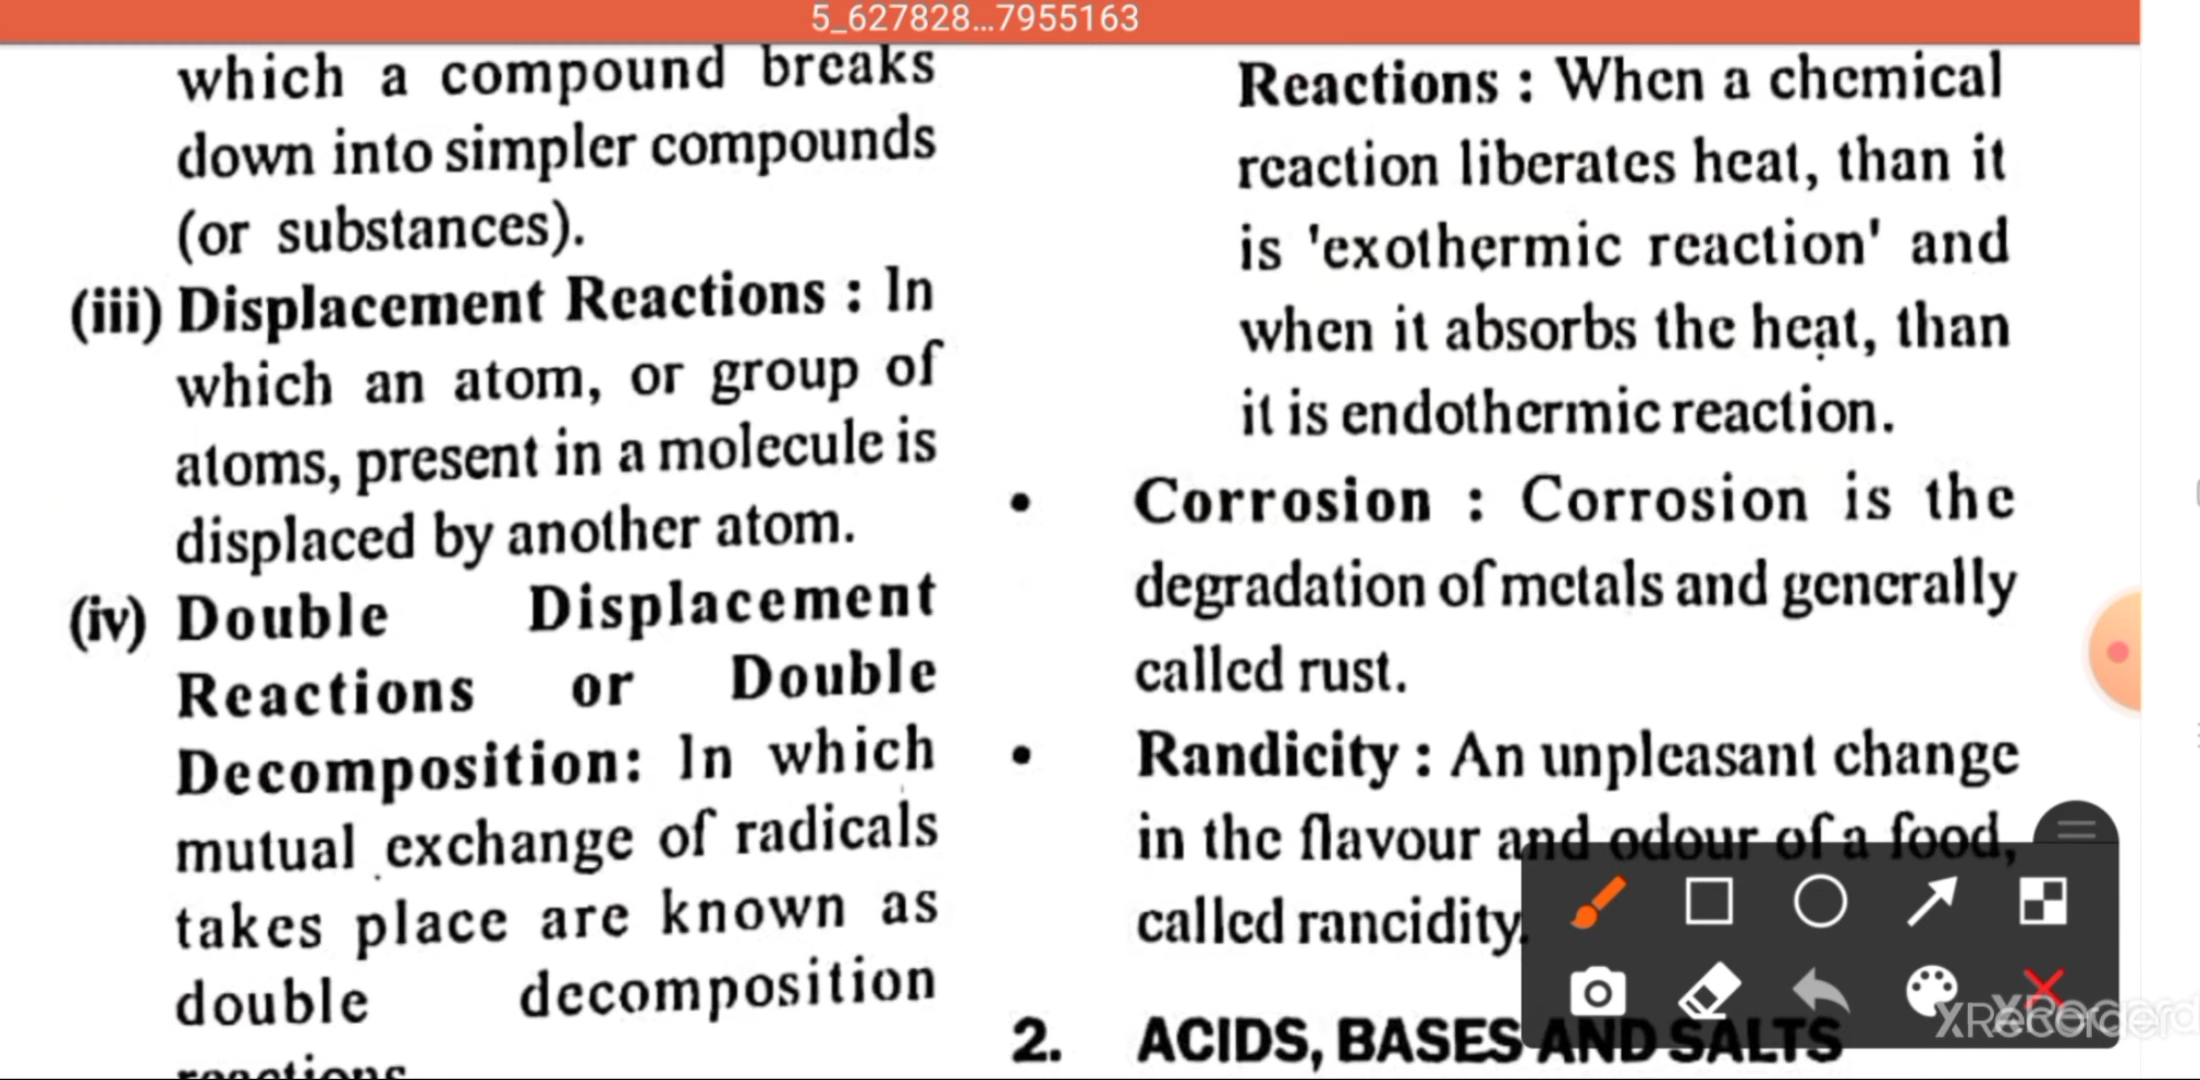 5_627828...7955163
which a compound breaks
down into simpler compounds
(or substances).
(iii) Displacement Reactions : In
which an atom, or group of
atoms, present in a molecule is
displaced by another atom.
(iv) Double Displacement
Reactions or Double
Decomposition: In which
mutual exchange of radicals
takes place are known as
double decomposition
reactions
Reactions : When a chemical
reaction liberates heat, than it
is 'exothermic reaction' and
when it absorbs the heat, than
it is endothermic reaction.
• Corrosion : Corrosion is the
degradation of metals and generally
called rust.
• Randicity : An unpleasant change
in the flavour and odour of a food,
called rancidity.
2. ACIDS, BASES AND SALTS
XRecorder